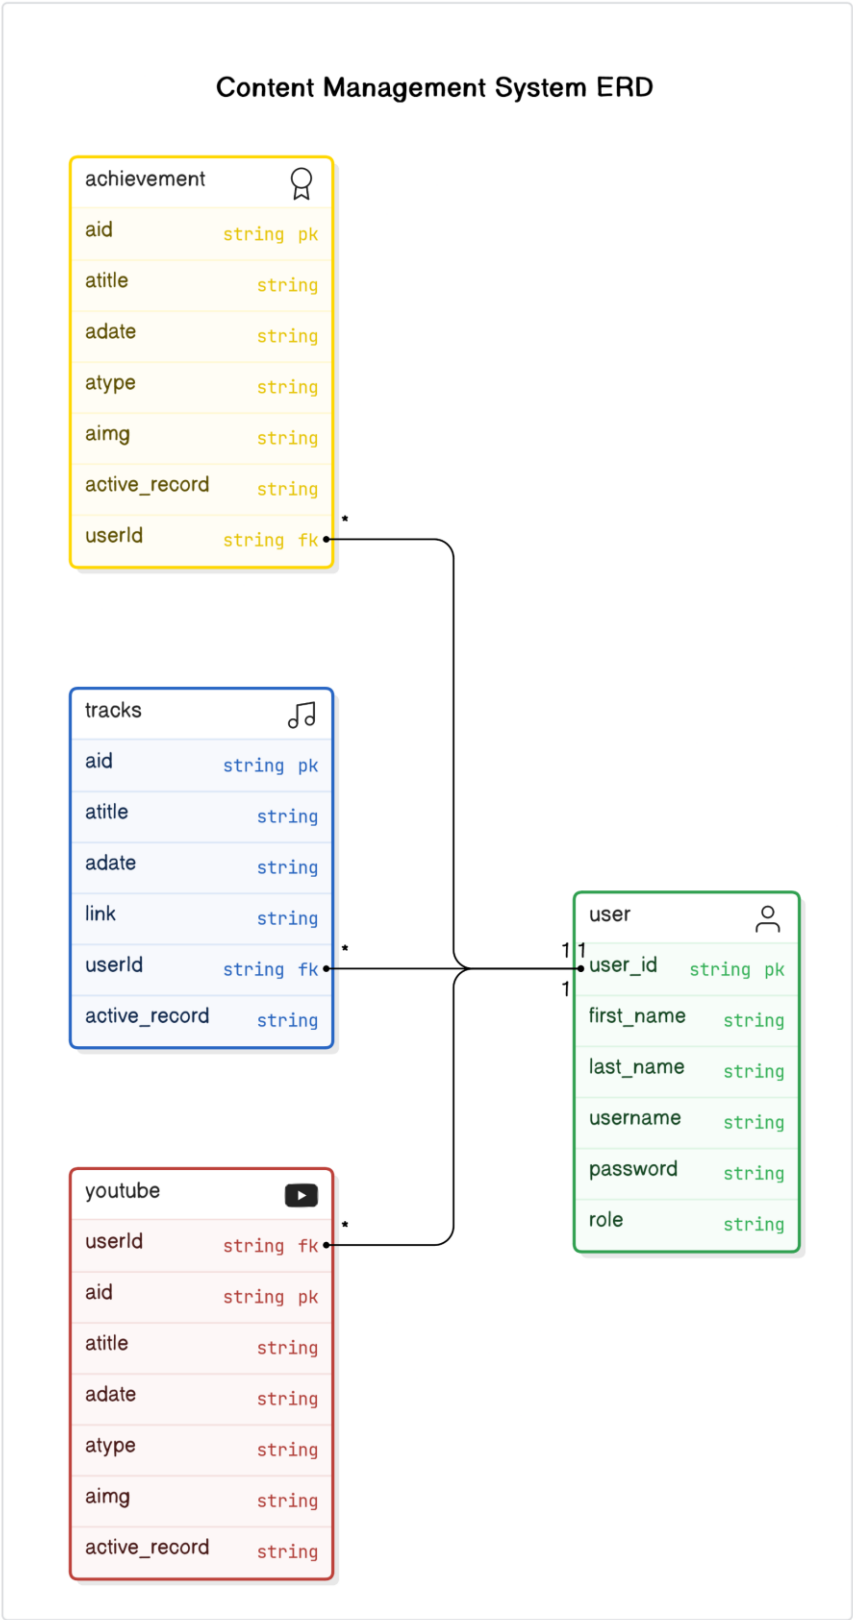 Content Management System ERD
achievement
aid string pk
atitle string
adate string
atype string
aimg string
active_record string
userId string fk
*
tracks
aid string pk
atitle string
adate string
link string
userId string fk
*
active_record string
youtube
userId string fk
*
aid string pk
atitle string
adate string
atype string
aimg string
active_record string
user
1 1
user_id string pk
1
first_name string
last_name string
username string
password string
role string